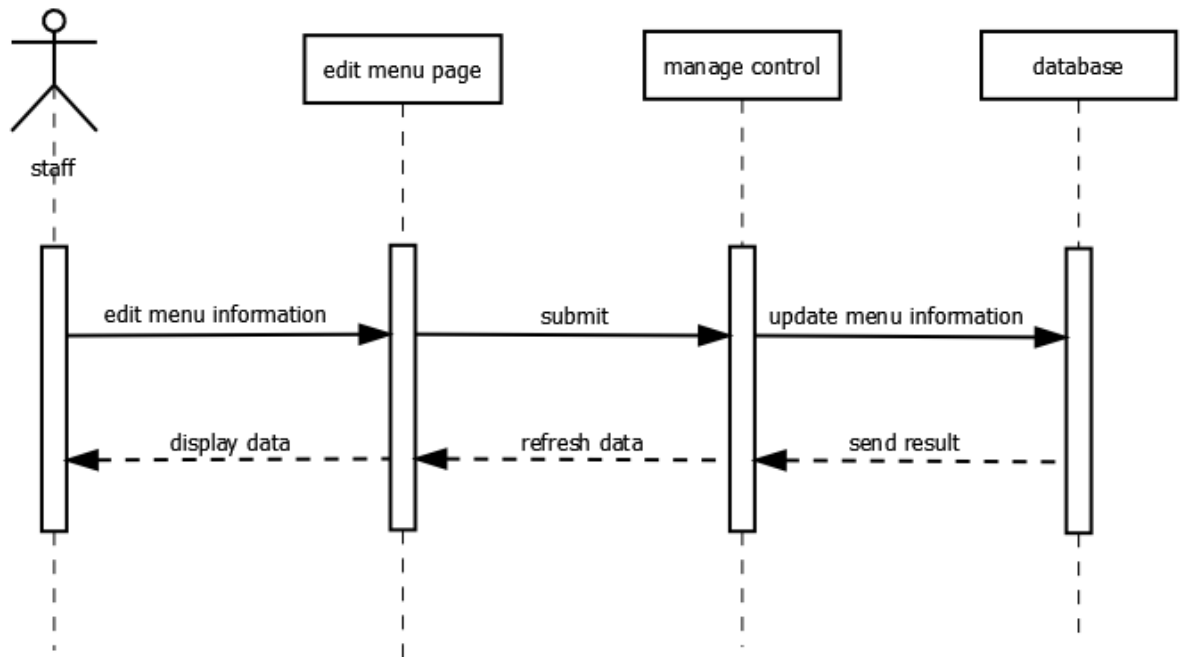 edit menu page
manage control
database
staff
edit menu information
submit
update menu information
display data
refresh data
send result